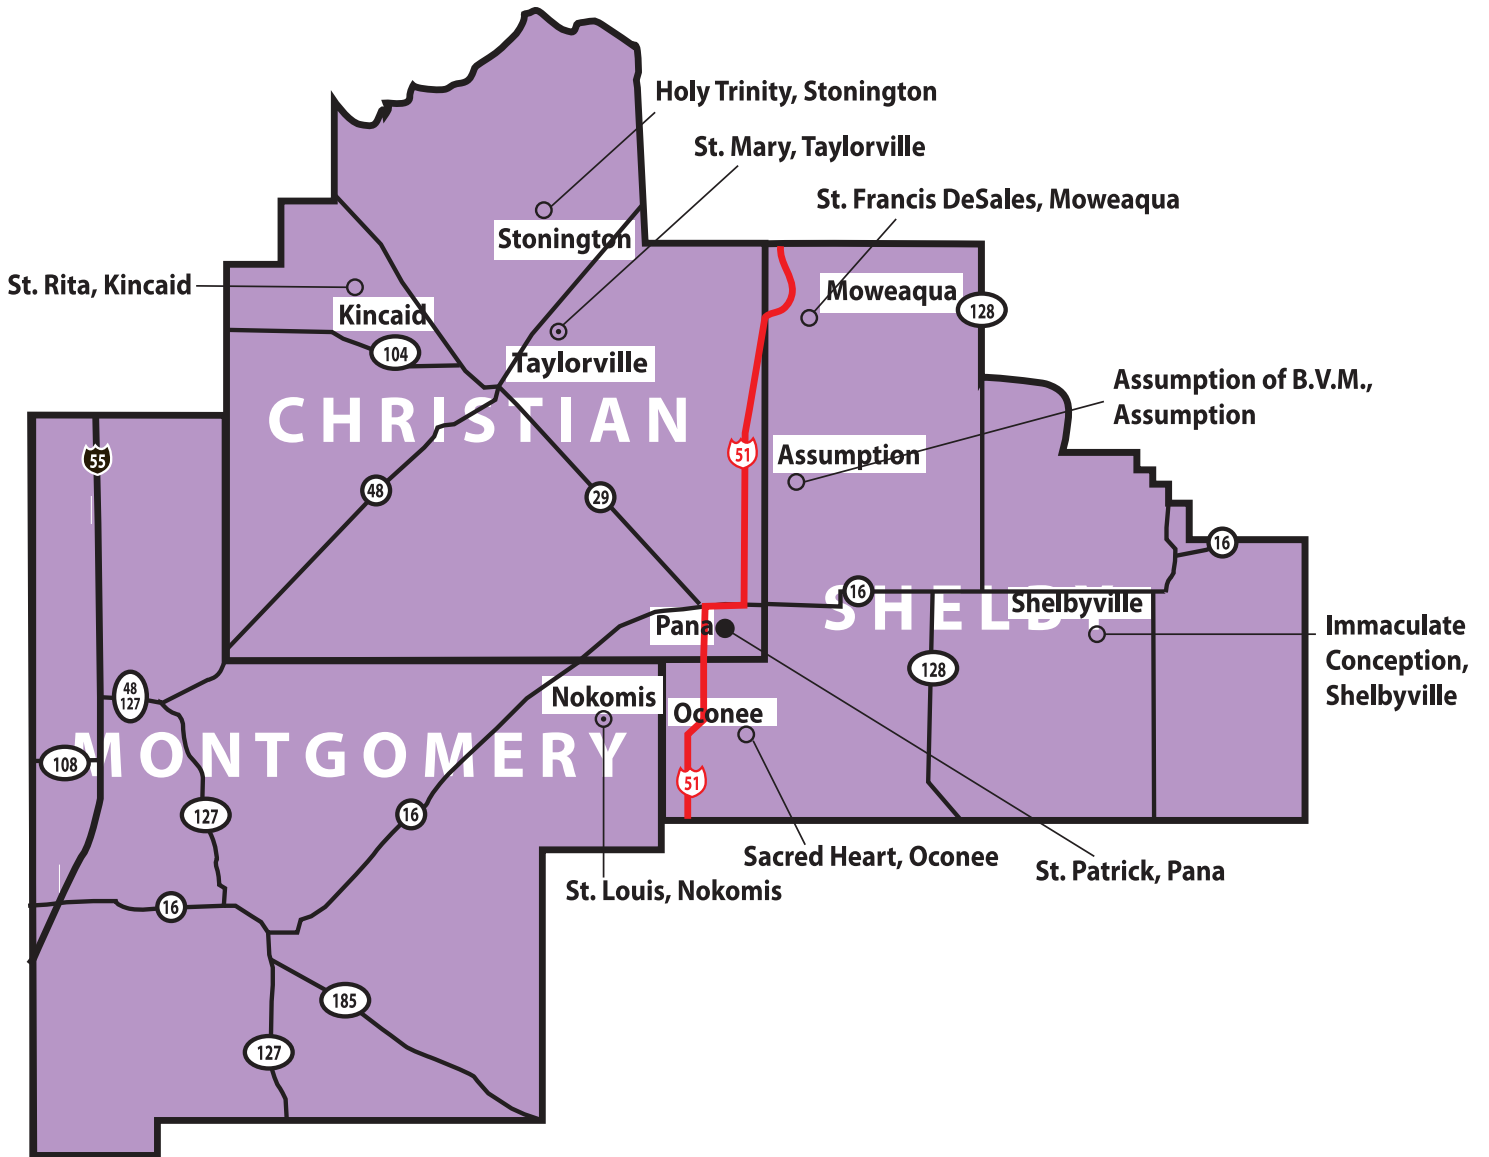 Holy Trinity, Stonington
St. Mary, Taylorville
St. Francis DeSales, Moweaqua
Stonington
St. Rita, Kincaid
Moweaqua
128
Kincaid
104
Taylorville
Assumption of B.V.M.,
Assumption
CHRISTIAN
55
51
Assumption
48
29
16
16
SHELBY
Shelbyville
Pana
Immaculate
Conception,
Shelbyville
128
48
127
Nokomis
Oconee
MONTGOMERY
108
51
127
16
Sacred Heart, Oconee
St. Patrick, Pana
St. Louis, Nokomis
16
185
127